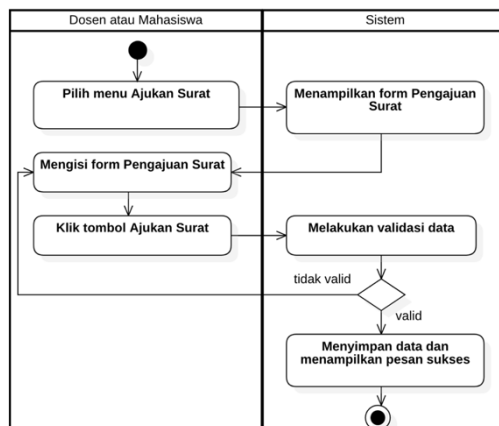 Dosen atau Mahasiswa
Sistem
Pilih menu Ajukan Surat
Menampilkan form Pengajuan
Surat
Mengisi form Pengajuan Surat
Klik tombol Ajukan Surat
Melakukan validasi data
tidak valid
valid
Menyimpan data dan
menampilkan pesan sukses